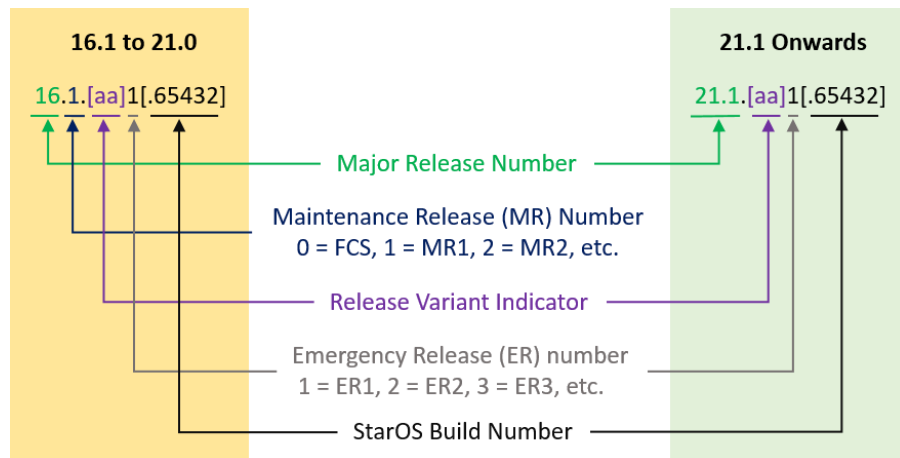 16.1 to 21.0
21.1 Onwards
16.1.[aa]1[.65432]
21.1.[aa]1[.65432]
Major Release Number
Maintenance Release (MR) Number
0 = FCS, 1 = MR1, 2 = MR2, etc.
Release Variant Indicator
Emergency Release (ER) number
1 = ER1, 2 = ER2, 3 = ER3, etc.
StarOS Build Number